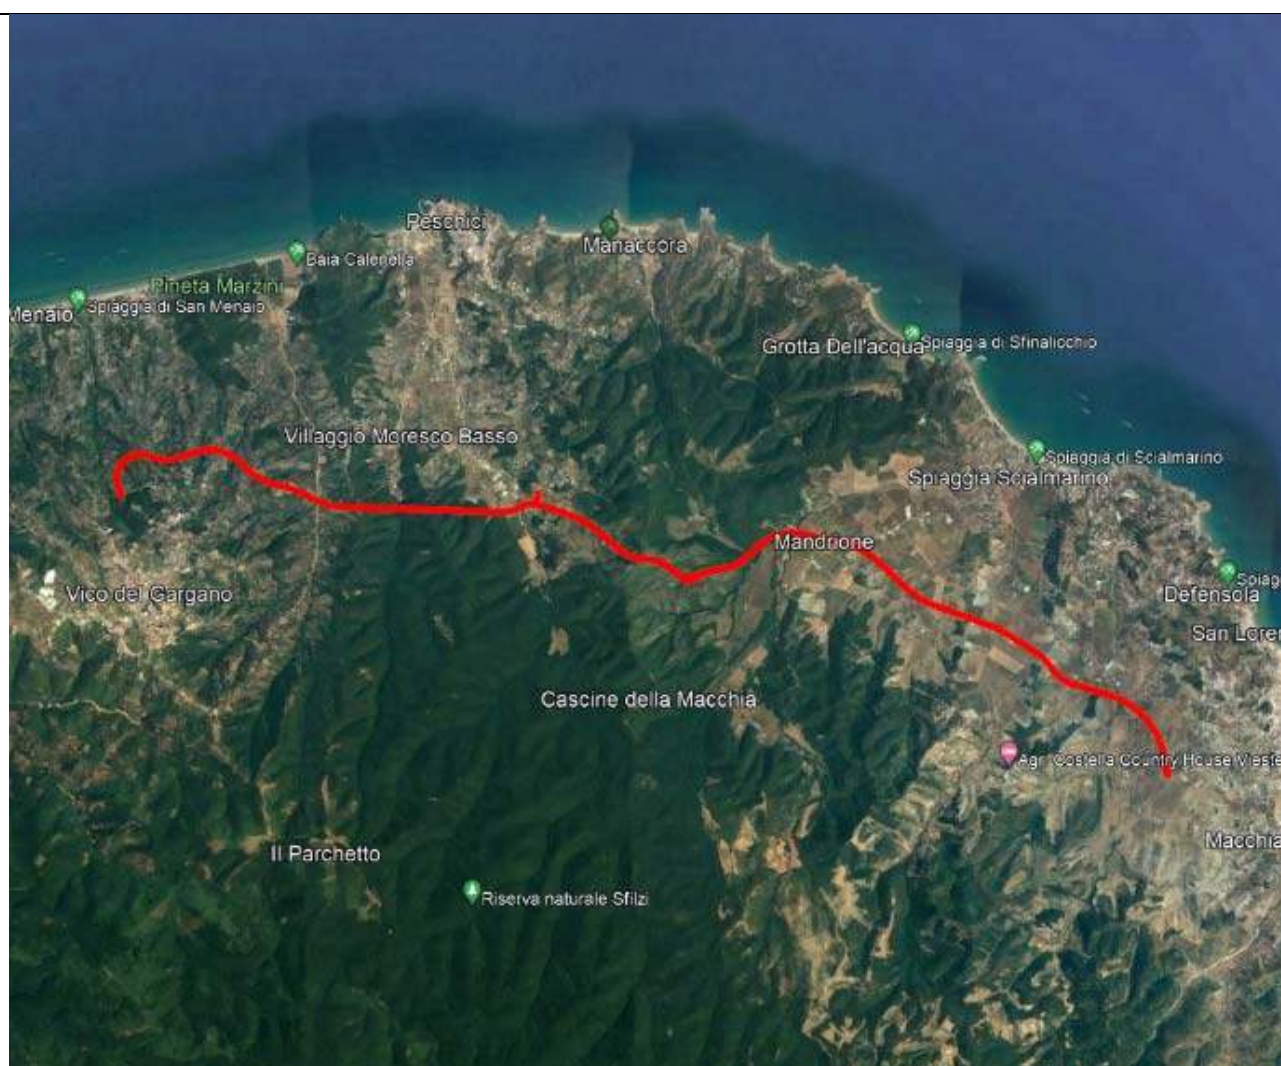 Peschici
Manaccora
Baia Calenella
Pineta Marzini
Spiaggia di San Menaio
Menaio
Spiaggia di Sfinalicchio
Grotta Dell'acqua
Villaggio Moresco Basso
Spiaggia di Scialmarino
Spiaggia Scialmarino
Mandrione
Spiag
Defensola
Vico del Gargano
San Loren
Cascine della Macchia
Agri Costella Country House Vieste
Macchia
Il Parchetto
Riserva naturale Sfilzi